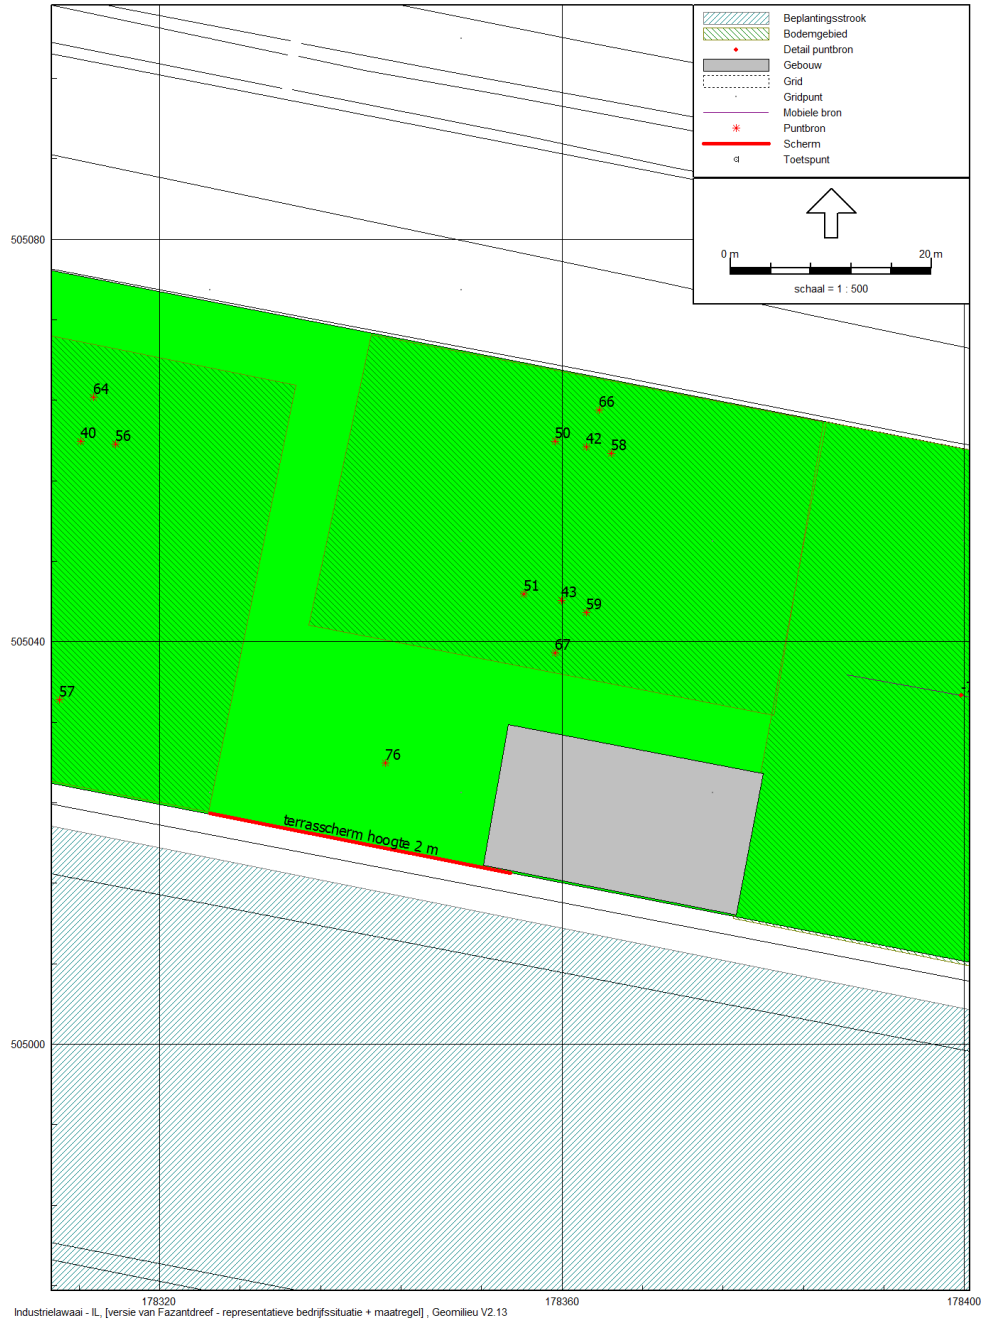 Beplantingsstrook
Bodemgebied
Detail puntbron
Gebouw
Grid
Gridpunt
Mobiele bron
Puntbron
Scherm
Toetspunt
0 m 20 m
schaal = 1 : 500
505080
64
40 56
66
50 42 58
51 43 59
505040
67
57
76
terrasscherm hoogte 2 m
505000
178320 178360 178400
Industrielawaai - IL, [versie van Fazantdreef - representatieve bedrijfssituatie + maatregel] , Geomilieu V2.13